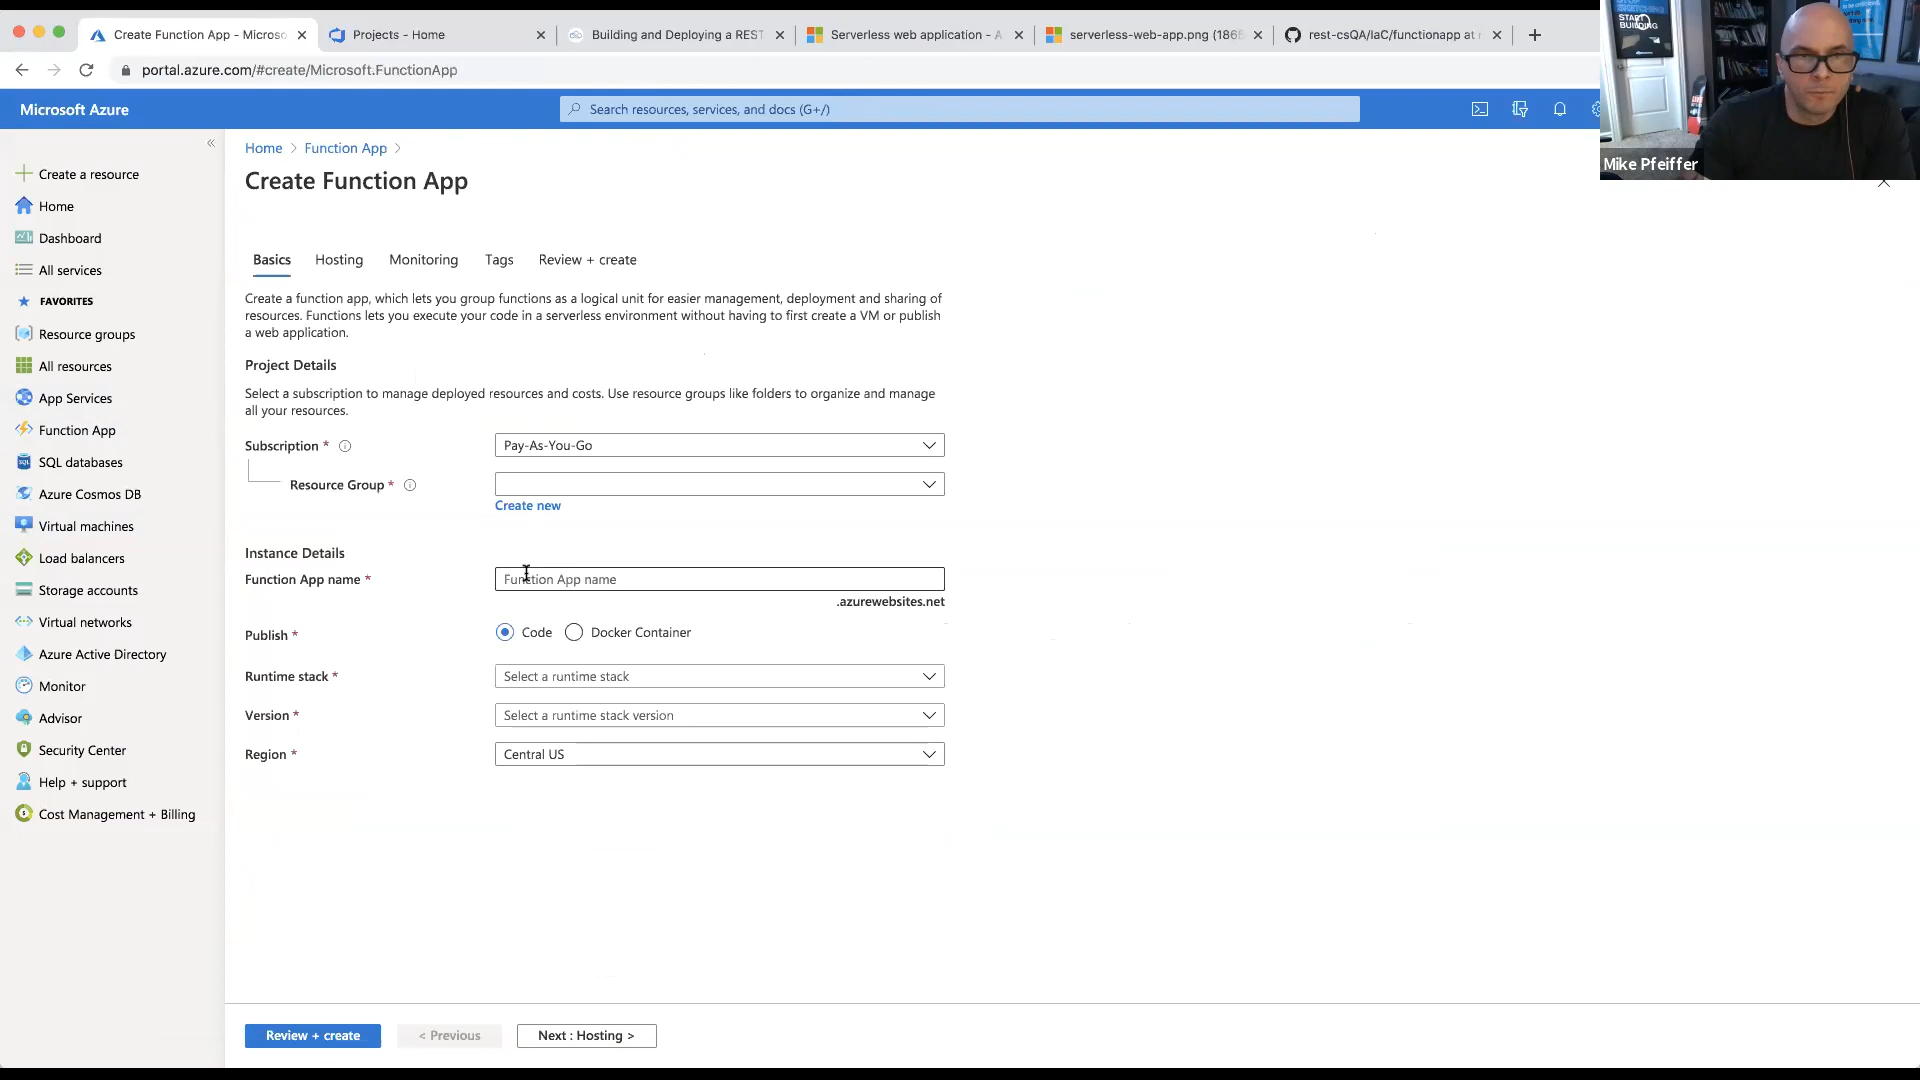 Create Function App - Microso
Projects - Home
Building and Deploying a REST
Serverless web application - A
serverless-web-app.png (1865
rest-csQA/IaC/functionapp at
portal.azure.com/#create/Microsoft.FunctionApp
Microsoft Azure
Search resources, services, and docs (G+/)
START
BUILDING
Mike Pfeiffer
Create a resource
Home
Dashboard
All services
FAVORITES
Resource groups
All resources
App Services
Function App
SQL databases
Azure Cosmos DB
Virtual machines
Load balancers
Storage accounts
Virtual networks
Azure Active Directory
Monitor
Advisor
Security Center
Help + support
Cost Management + Billing
Home > Function App >
Create Function App
Basics Hosting Monitoring Tags Review + create
Create a function app, which lets you group functions as a logical unit for easier management, deployment and sharing of
resources. Functions lets you execute your code in a serverless environment without having to first create a VM or publish
a web application.
Project Details
Select a subscription to manage deployed resources and costs. Use resource groups like folders to organize and manage
all your resources.
Subscription * Pay-As-You-Go
Resource Group *
Create new
Instance Details
Function App name * Function App name
.azurewebsites.net
Publish * Code Docker Container
Runtime stack * Select a runtime stack
Version * Select a runtime stack version
Region * Central US
Review + create < Previous Next : Hosting >